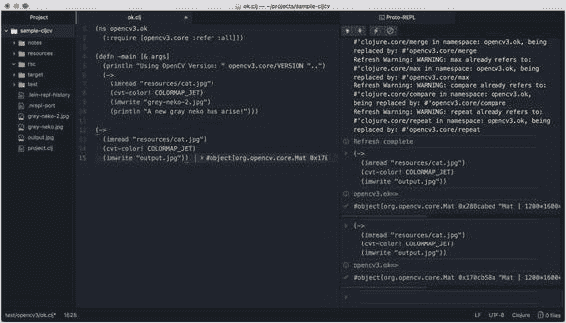 ok.clj — ~/projects/sample-cljcv
Project
sample-cljcv
notes
resources
target
test
.lein-repl-history
.nrepl-port
grey-neko-2.jpg
grey-neko.jpg
output.jpg
project.clj
ok.clj
(ns opencv3.ok
(:require [opencv3.core :refer :all]))
(defn -main [& args]
(println "Using OpenCV Version: " opencv3.core/VERSION "..")
(->
(imread "resources/cat.jpg")
(cvt-color! COLORMAP_JET)
(imwrite "grey-neko-2.jpg")
(println "A new gray neko has arise!")))
(->
(imread "resources/cat.jpg")
(cvt-color! COLORMAP_JET)
15 (imwrite "output.jpg")) > #object[org.opencv.core.Mat 0x17
Proto-REPL
#'clojure.core/merge in namespace: opencv3.ok, being
replaced by: #'opencv3.core/merge
Refresh Warning: WARNING: max already refers to:
#'clojure.core/max in namespace: opencv3.ok, being
replaced by: #'opencv3.core/max
Refresh Warning: WARNING: compare already refers to:
#'clojure.core/compare in namespace: opencv3.ok,
being replaced by: #'opencv3.core/compare
Refresh Warning: WARNING: repeat already refers to:
#'clojure.core/repeat in namespace: opencv3.ok, being
replaced by: #'opencv3.core/repeat
Refresh complete
(->
(imread "resources/cat.jpg")
(cvt-color! COLORMAP_JET)
(imwrite "output.jpg"))
opencv3.ok=>
#object[org.opencv.core.Mat 0x280cabed "Mat [ 1200*1600*
(->
(imread "resources/cat.jpg")
(cvt-color! COLORMAP_JET)
(imwrite "output.jpg"))
opencv3.ok=>
#object[org.opencv.core.Mat 0x170cb58a "Mat [ 1200*1600*
test/opencv3/ok.clj*
LF UTF-8 Clojure 0 files